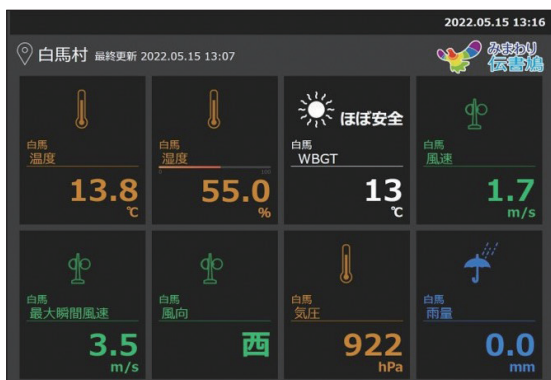 2022.05.15 13:16
白馬村 最終更新 2022.05.15 13:07
みまわり
伝書鳩
白馬
温度
13.8
℃
白馬
湿度
0 100
55.0
%
ほぼ安全
白馬
WBGT
13
℃
白馬
風速
1.7
m/s
白馬
最大瞬間風速
3.5
m/s
白馬
風向
西
白馬
気圧
922
hPa
白馬
雨量
0.0
mm